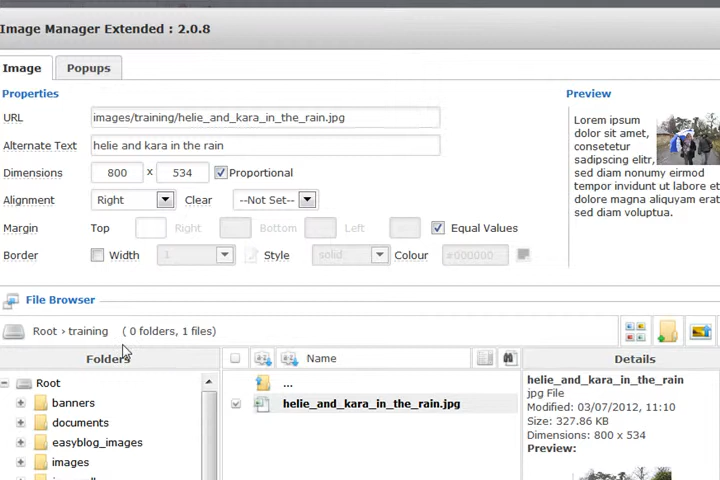 Image Manager Extended : 2.0.8
Image Popups
Properties Preview
URL images/training/helie_and_kara_in_the_rain.jpg
Alternate Text helie and kara in the rain
Dimensions 800 x 534 Proportional
Alignment Right Clear --Not Set--
Margin Top Right Bottom Left Equal Values
Border Width 1 Style solid Colour #000000
Lorem ipsum
dolor sit amet,
consetetur
sadipscing elitr,
sed diam nonumy eirmod
tempor invidunt ut labore et
dolore magna aliquyam erat
sed diam voluptua.
File Browser
Root › training ( 0 folders, 1 files)
Folders Name Details
Root
banners
documents
easyblog_images
images
...
helie_and_kara_in_the_rain.jpg
helie_and_kara_in_the_rain
jpg File
Modified: 03/07/2012, 11:10
Size: 327.86 KB
Dimensions: 800 x 534
Preview: